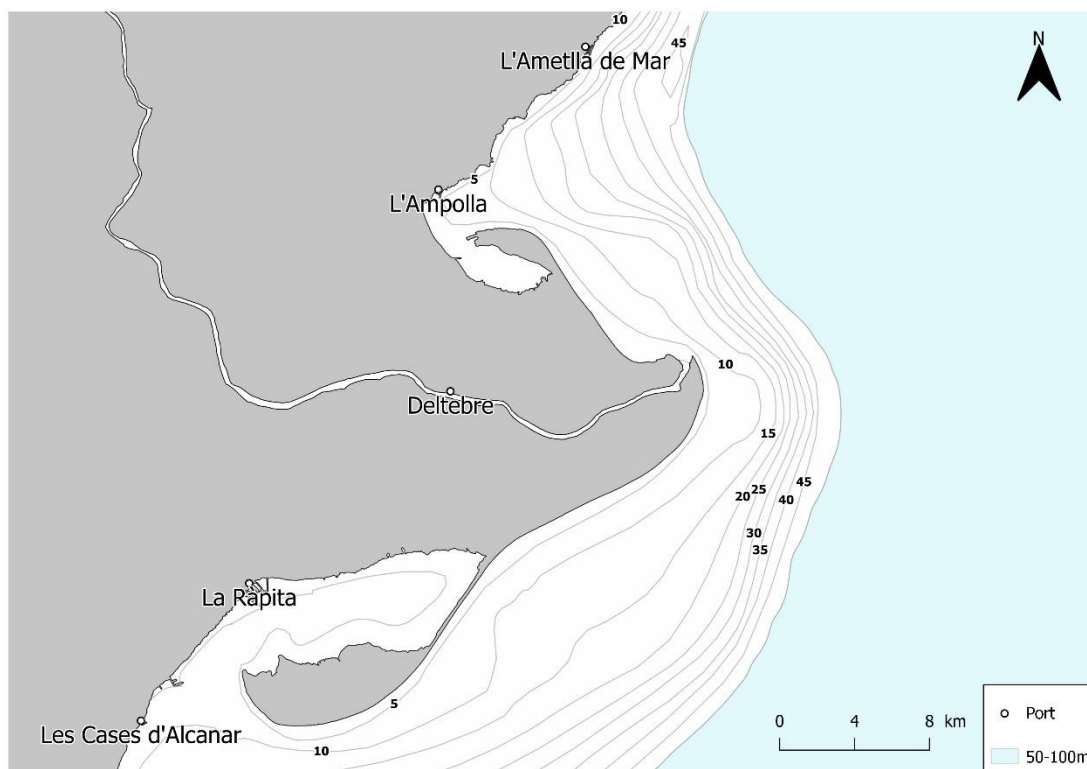 10
N
45
L'Ametlla de Mar
5
L'Ampolla
10
Deltebre
15
45
25
20
40
30
35
La Rapita
5
Les Cases d'Alcanar
10
0 4 8 km
Port
50-100m